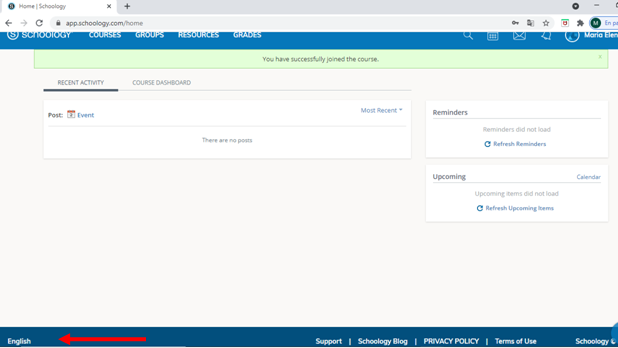 Home | Schoology
app.schoology.com/home
M En pa
SCHOOLOGY COURSES GROUPS RESOURCES GRADES Maria Elen
You have successfully joined the course.
RECENT ACTIVITY COURSE DASHBOARD
Post: Event Most Recent
There are no posts
Reminders
Reminders did not load
Refresh Reminders
Upcoming Calendar
Upcoming items did not load
Refresh Upcoming Items
English Support | Schoology Blog | PRIVACY POLICY | Terms of Use Schoology ©